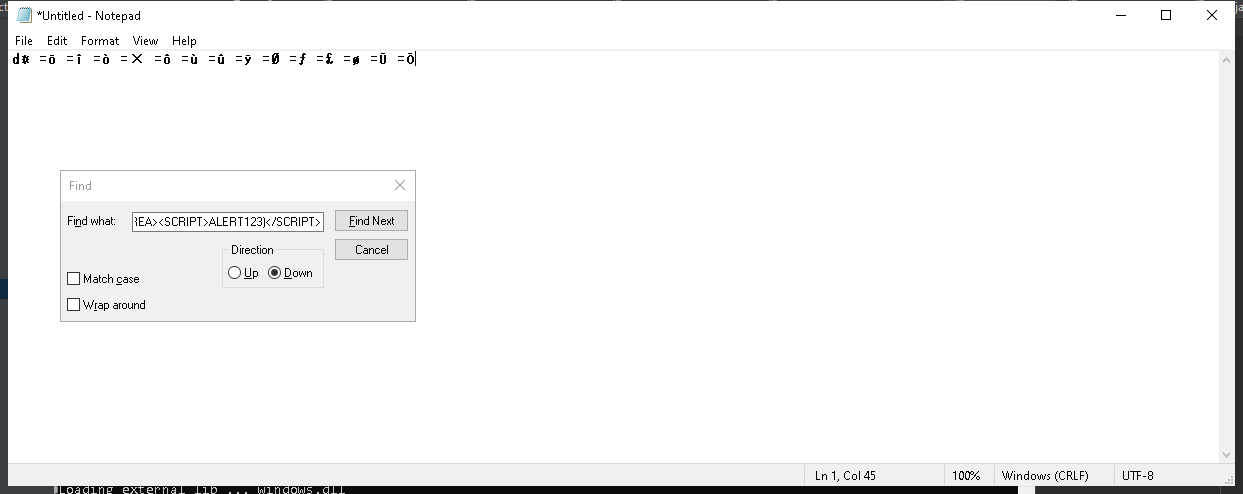 *Untitled - Notepad
File Edit Format View Help
d¤ =ō =î =ò =× =ô =ù =û =ÿ =Ø =ƒ =£ =ø =Ü =Õ
Find
Find what: EA><SCRIPT>ALERT123)</SCRIPT> Find Next
Direction Cancel
Up Down
Match case
Wrap around
Ln 1, Col 45 100% Windows (CRLF) UTF-8
Loading external lib ... windows.dll